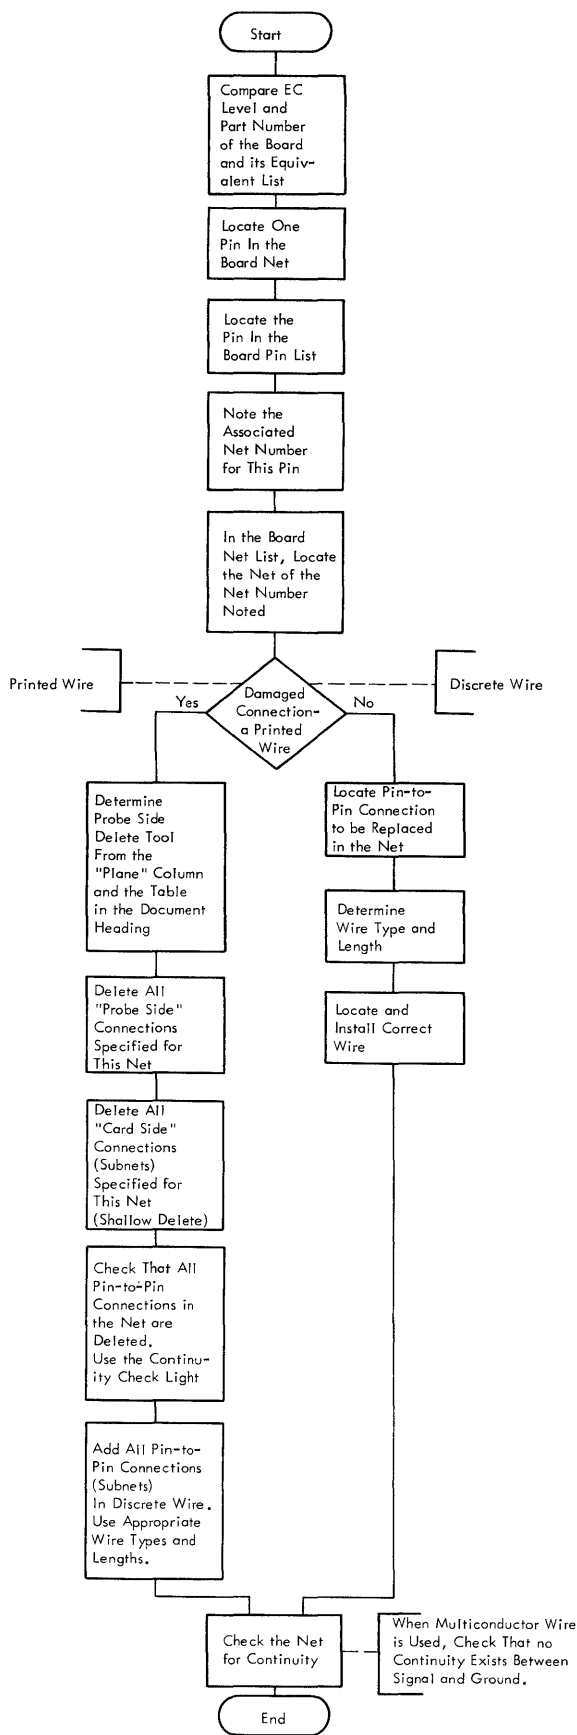 Start
Compare EC
Level and
Part Number
of the Board
and its Equiv-
alent List
Locate One
Pin In the
Board Net
Locate the
Pin In the
Board Pin List
Note the
Associated
Net Number
for This Pin
In the Board
Net List, Locate
the Net of the
Net Number
Noted
Printed Wire
Damaged
Connection-
a Printed
Wire
Discrete Wire
Yes
No
Determine
Probe Side
Delete Tool
From the
"Plane" Column
and the Table
in the Document
Heading
Delete All
"Probe Side"
Connections
Specified for
This Net
Delete All
"Card Side"
Connections
(Subnets)
Specified for
This Net
(Shallow Delete)
Check That All
Pin-to-Pin
Connections in
the Net are
Deleted.
Use the Continu-
ity Check Light
Add All Pin-to-
Pin Connections
(Subnets)
In Discrete Wire.
Use Appropriate
Wire Types and
Lengths.
Locate Pin-to-
Pin Connection
to be Replaced
in the Net
Determine
Wire Type and
Length
Locate and
Install Correct
Wire
Check the Net
for Continuity
When Multiconductor Wire
is Used, Check That no
Continuity Exists Between
Signal and Ground.
End